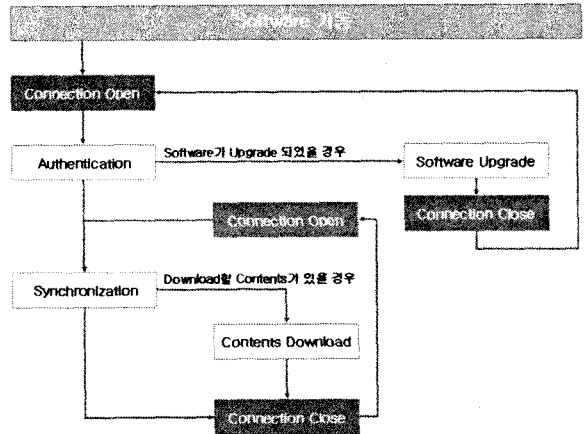 Software 기동
Connection Open
Authentication
Software가 Upgrade 되었을 경우
Software Upgrade
Connection Close
Connection Open
Synchronization
Download할 Contents가 있을 경우
Contents Download
Connection Close